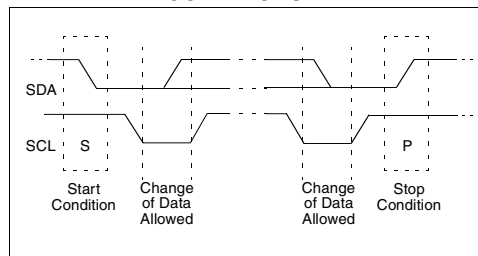 SDA
SCL
S
P
Start
Condition
Change
of Data
Allowed
Change
of Data
Allowed
Stop
Condition